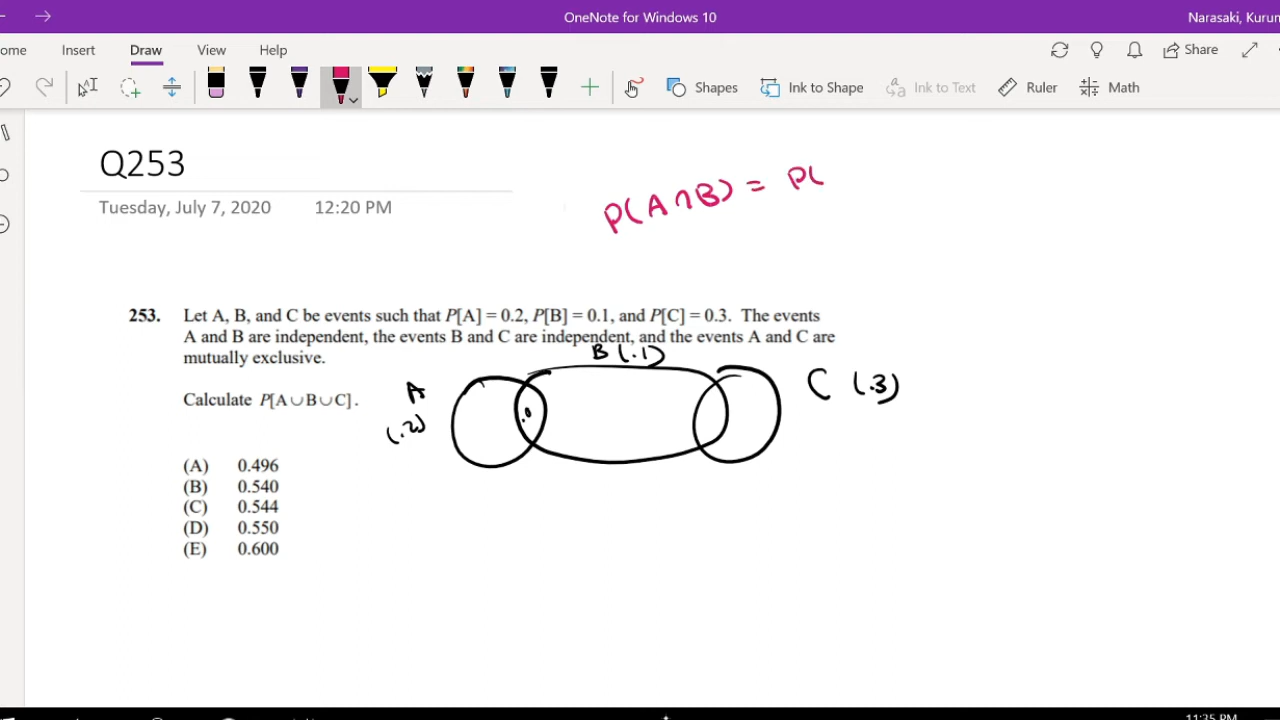 OneNote for Windows 10
Narasaki, Kurum
ome Insert Draw View Help
Share
Shapes Ink to Shape Ink to Text Ruler Math
Q253
Tuesday, July 7, 2020 12:20 PM
P(A∩B) = P(
253. Let A, B, and C be events such that P[A] = 0.2, P[B] = 0.1, and P[C] = 0.3. The events
A and B are independent, the events B and C are independent, and the events A and C are
mutually exclusive.
B (.1)
A
C (.3)
Calculate P[A∪B∪C].
(.2)
.0
(A) 0.496
(B) 0.540
(C) 0.544
(D) 0.550
(E) 0.600